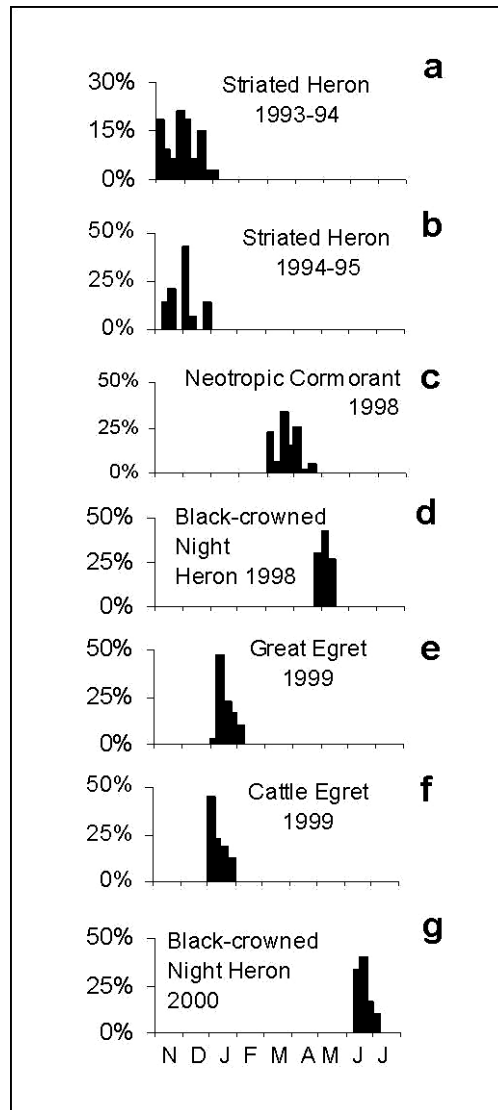 a
30%
Striated Heron
15%
1993-94
0%
b
50%
Striated Heron
25%
1994-95
0%
c
50%
Neotropic Cormorant
1998
25%
0%
d
50%
Black-crowned
Night
25%
Heron 1998
0%
e
50%
Great Egret
1999
25%
0%
f
50%
Cattle Egret
25%
1999
0%
g
50%
Black-crowned
Night Heron
25%
2000
0%
N D J F M A M J J